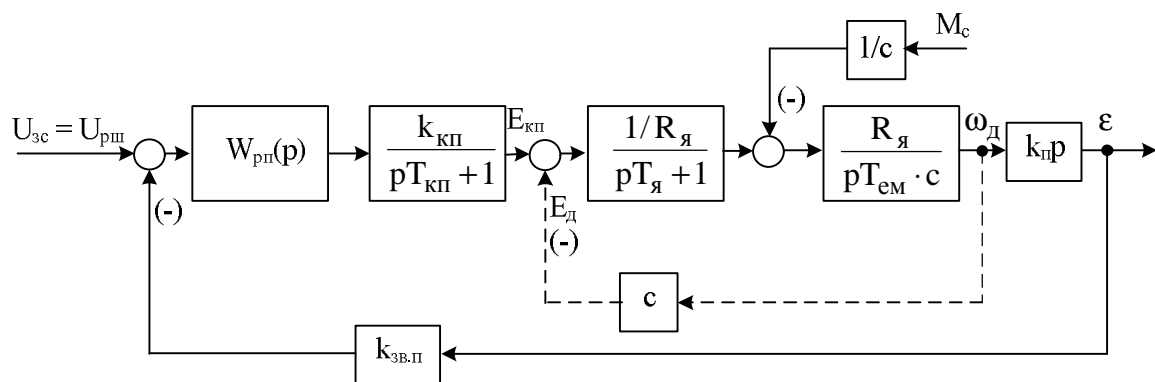 M_c
1/c
(-)
U_зс = U_рш
W_рп(p)
k_кп
pT_кп + 1
E_кп
1/ R_я
pT_я + 1
R_я
pT_ем · c
ω_д
k_п p
ε
(-)
E_д
(-)
c
k_зв.п